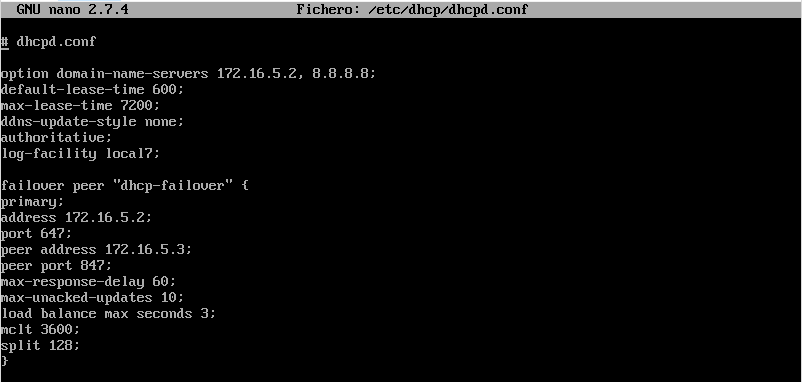 GNU nano 2.7.4 Fichero: /etc/dhcp/dhcpd.conf
# dhcpd.conf
option domain-name-servers 172.16.5.2, 8.8.8.8;
default-lease-time 600;
max-lease-time 7200;
ddns-update-style none;
authoritative;
log-facility local7;
failover peer "dhcp-failover" {
primary;
address 172.16.5.2;
port 647;
peer address 172.16.5.3;
peer port 847;
max-response-delay 60;
max-unacked-updates 10;
load balance max seconds 3;
mclt 3600;
split 128;
}